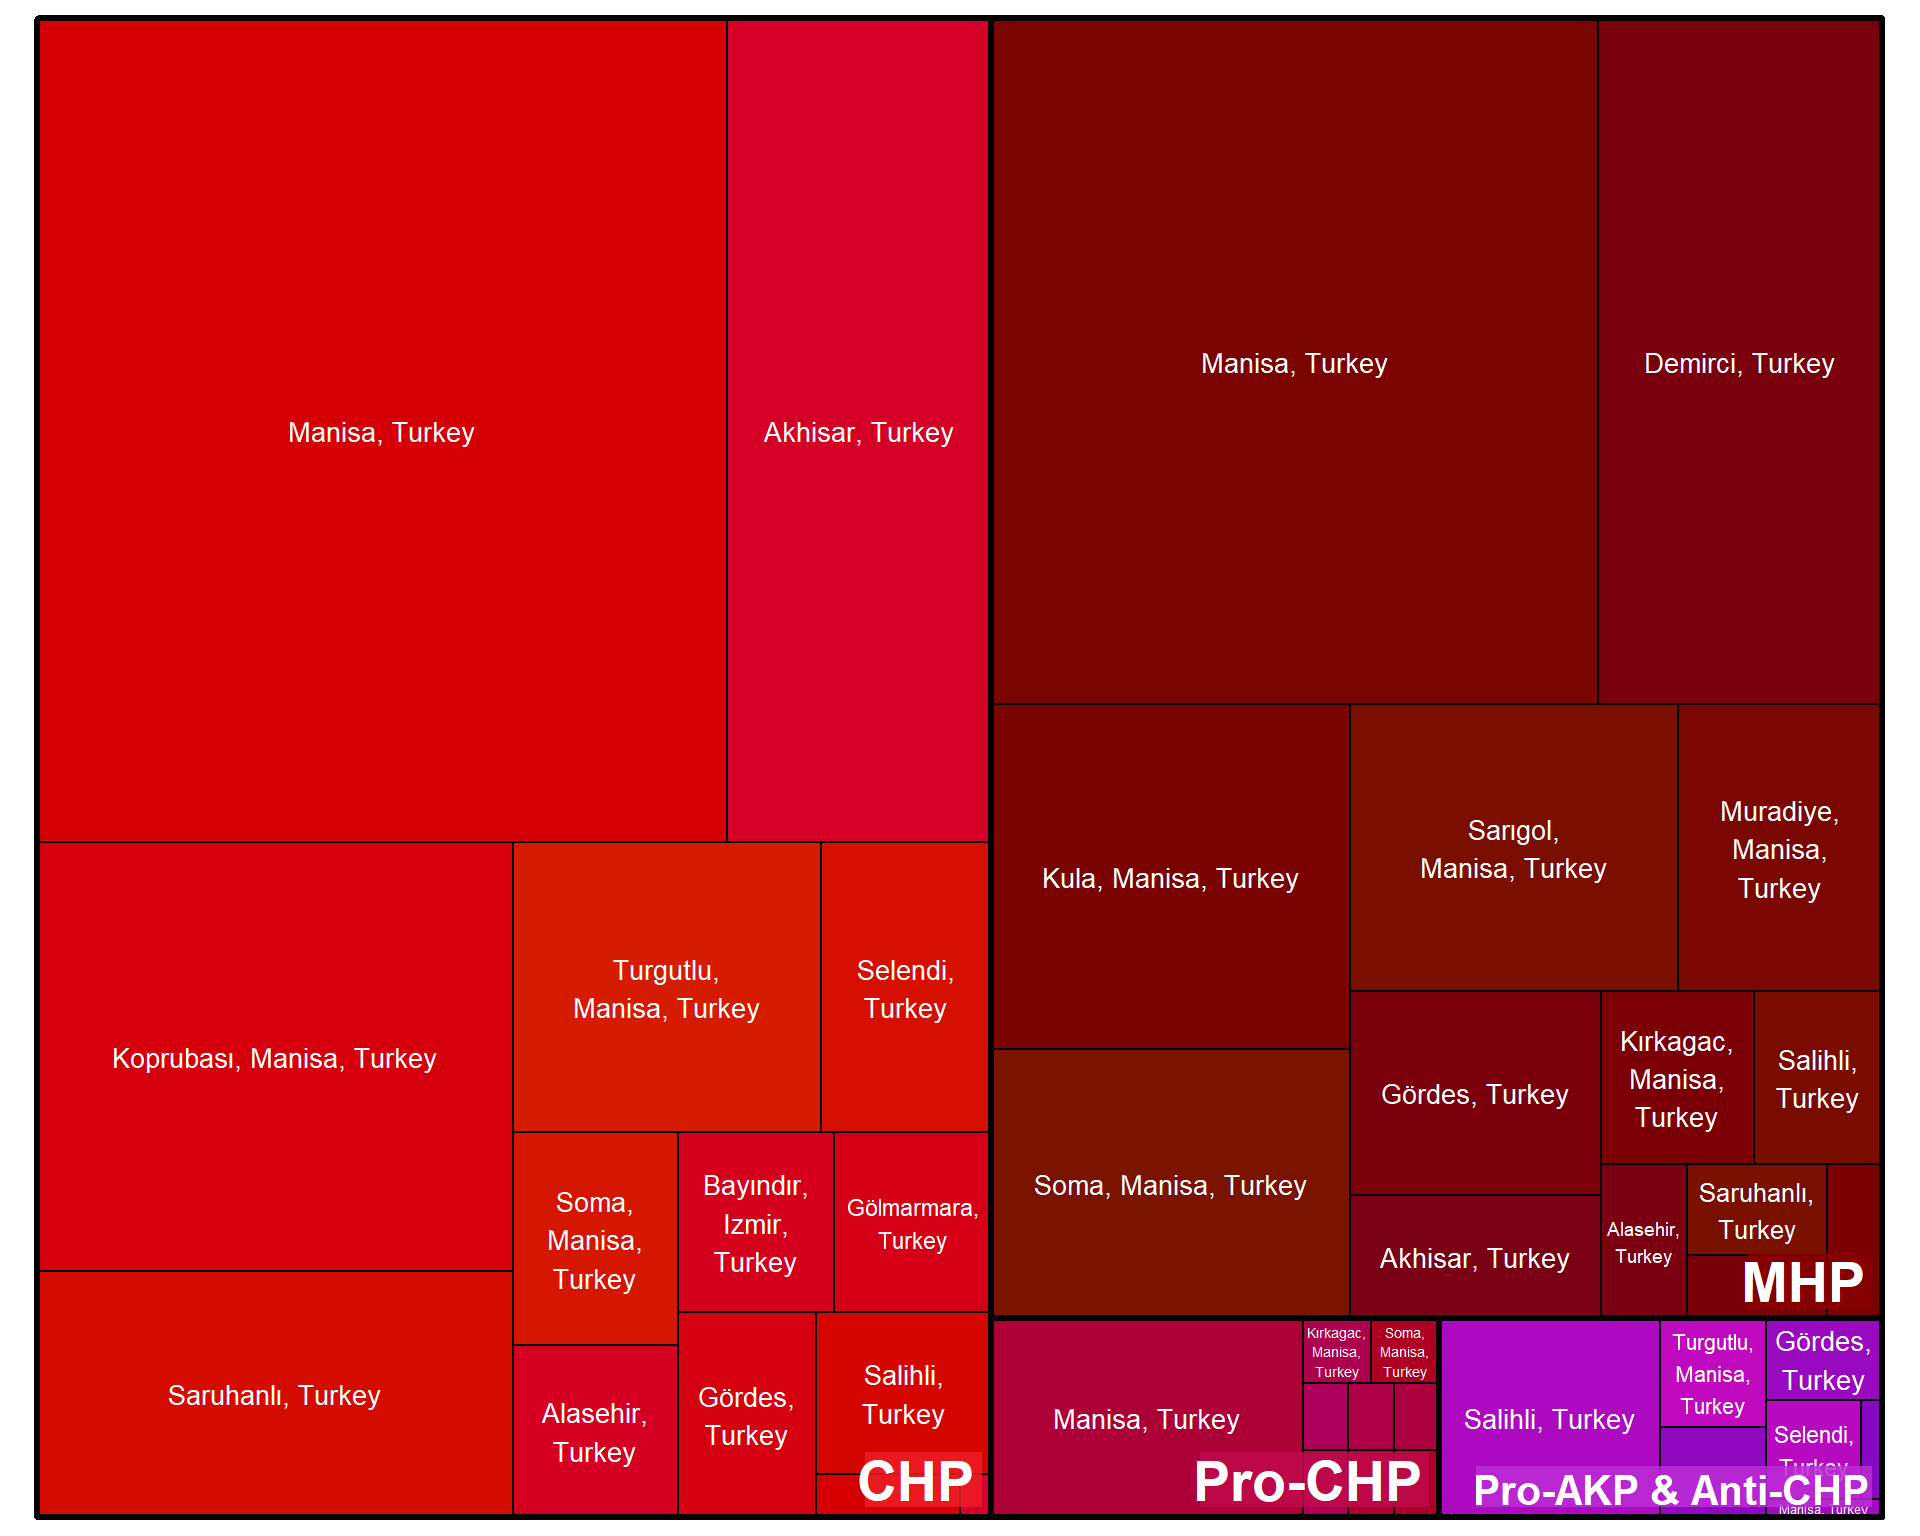 Manisa, Turkey
Akhisar, Turkey
Koprubası, Manisa, Turkey
Turgutlu,
Manisa, Turkey
Selendi,
Turkey
Saruhanlı, Turkey
Soma,
Manisa,
Turkey
Bayındır,
Izmir,
Turkey
Gölmarmara,
Turkey
Alasehir,
Turkey
Gördes,
Turkey
Salihli,
Turkey
CHP
Manisa, Turkey
Demirci, Turkey
Kula, Manisa, Turkey
Sarıgol,
Manisa, Turkey
Muradiye,
Manisa,
Turkey
Soma, Manisa, Turkey
Gördes, Turkey
Kırkagac,
Manisa,
Turkey
Salihli,
Turkey
Akhisar, Turkey
Alasehir,
Turkey
Saruhanlı,
Turkey
MHP
Manisa, Turkey
Kırkagac,
Manisa,
Turkey
Soma,
Manisa,
Turkey
Pro-CHP
Salihli, Turkey
Turgutlu,
Manisa,
Turkey
Gördes,
Turkey
Selendi,
Turkey
Pro-AKP & Anti-CHP
Manisa, Turkey